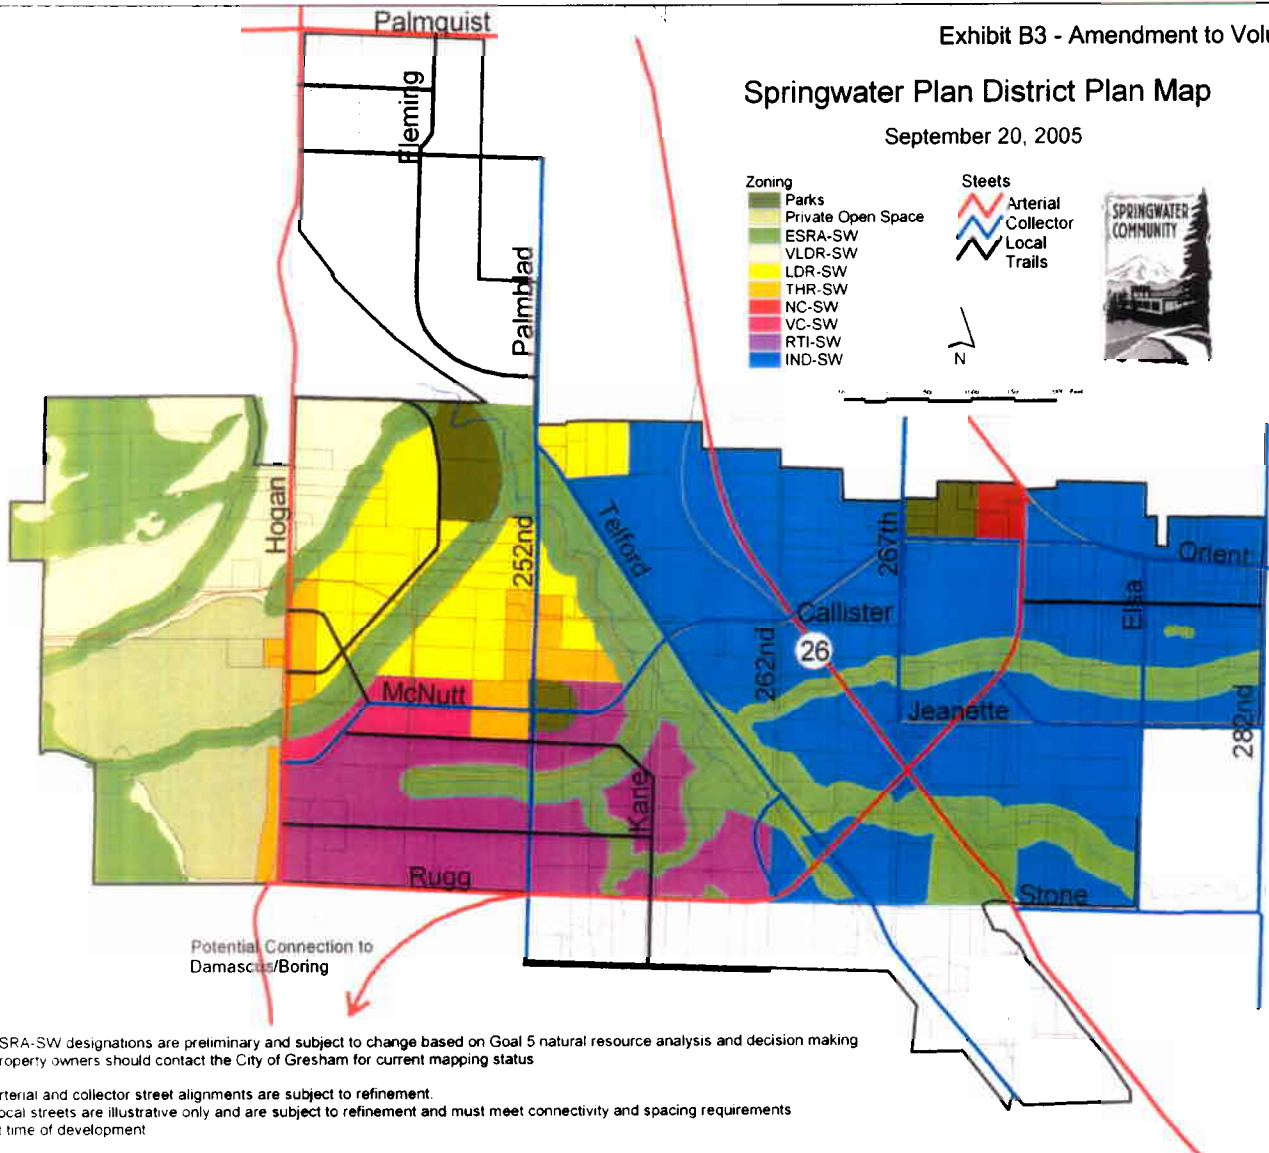 Palmquist
Exhibit B3 - Amendment to Volu
Fleming
Springwater Plan District Plan Map
September 20, 2005
Zoning
Parks
Private Open Space
ESRA-SW
VLDR-SW
LDR-SW
THR-SW
NC-SW
VC-SW
RTI-SW
IND-SW
Steets
Arterial
Collector
Local
Trails
N
SPRINGWATER
COMMUNITY
Palmblad
Hogan
252nd
Telford
267th
Orient
Callister
Elsa
262nd
26
McNutt
Jeanette
282nd
Kane
Rugg
Stone
Potential Connection to
Damascus/Boring
SRA-SW designations are preliminary and subject to change based on Goal 5 natural resource analysis and decision making
roperty owners should contact the City of Gresham for current mapping status
rterial and collector street alignments are subject to refinement.
ocal streets are illustrative only and are subject to refinement and must meet connectivity and spacing requirements
t time of development